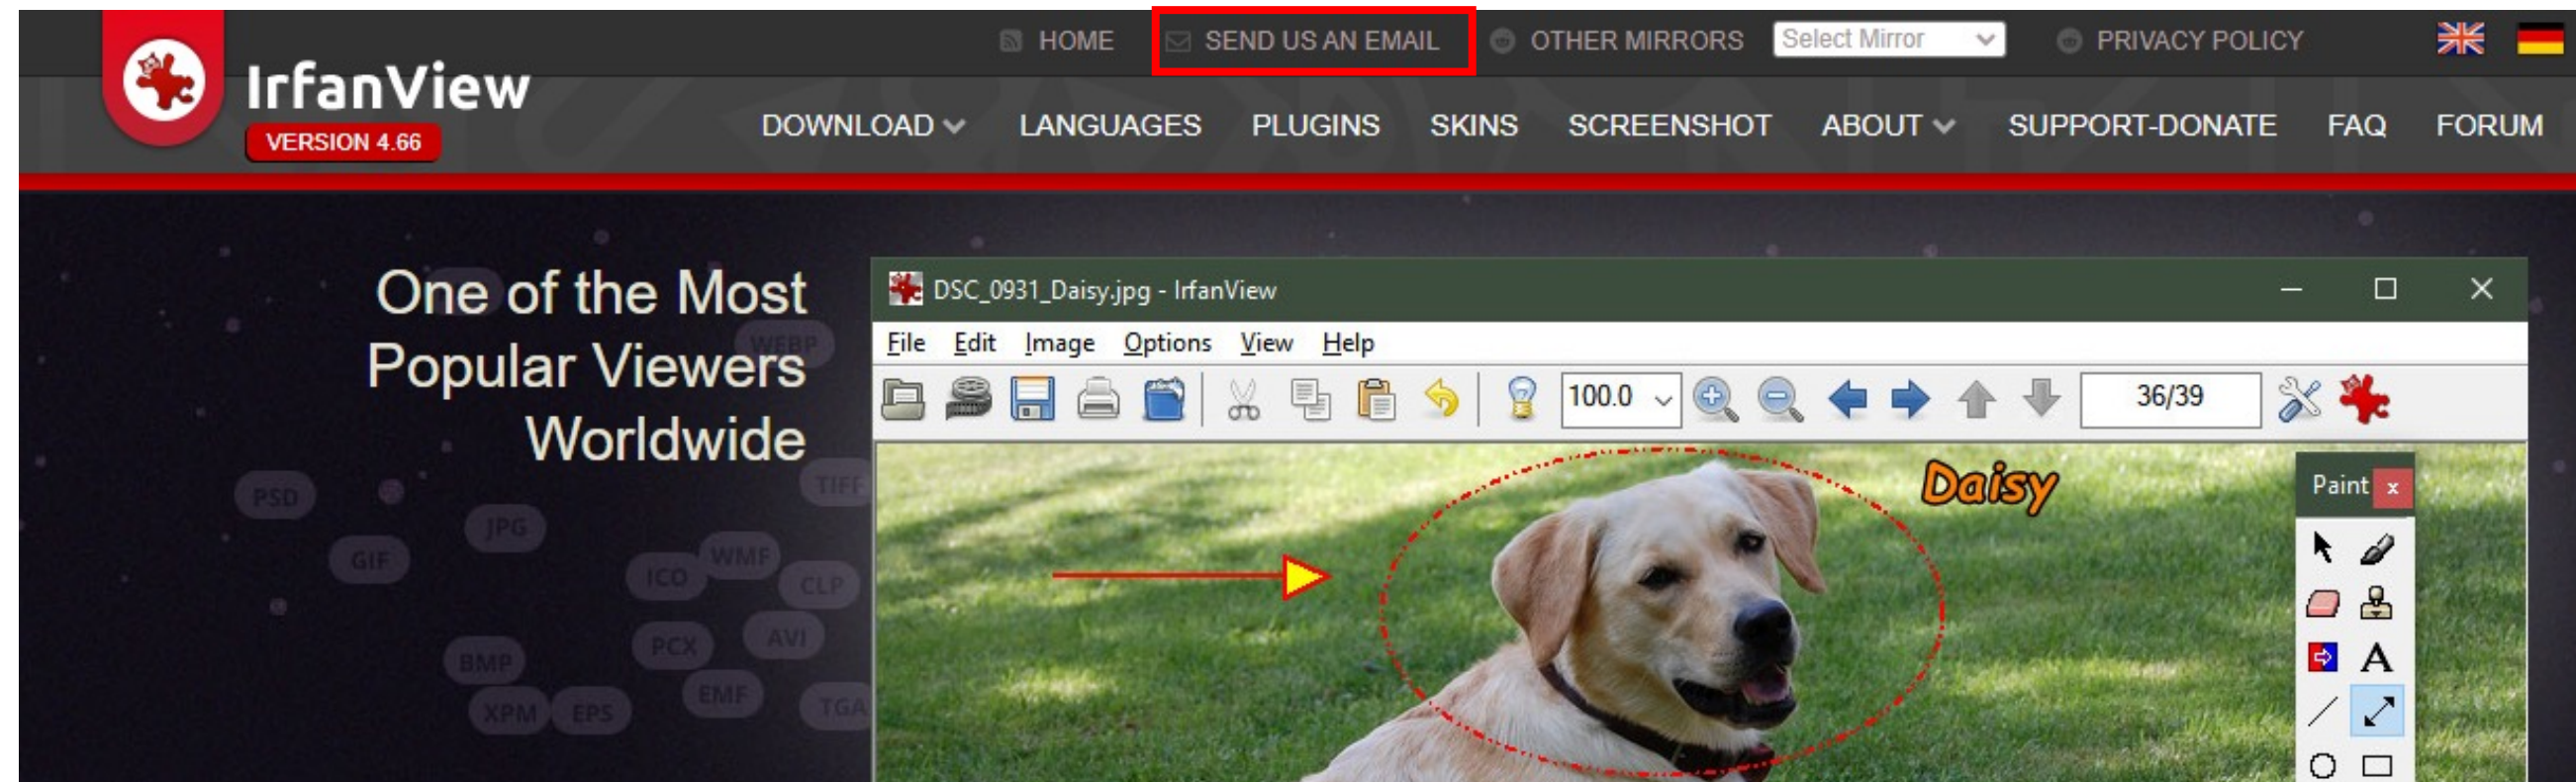 HOME SEND US AN EMAIL OTHER MIRRORS Select Mirror PRIVACY POLICY
IrfanView
VERSION 4.66
DOWNLOAD LANGUAGES PLUGINS SKINS SCREENSHOT ABOUT SUPPORT-DONATE FAQ FORUM
One of the Most
Popular Viewers
Worldwide
WEBP
TIFF
PSD
JPG
GIF
WMF
ICO
CLP
AVI
PCX
BMP
EMF
XPM
EPS
TGA
DSC_0931_Daisy.jpg - IrfanView
File Edit Image Options View Help
100.0 36/39
Daisy
Paint x
A